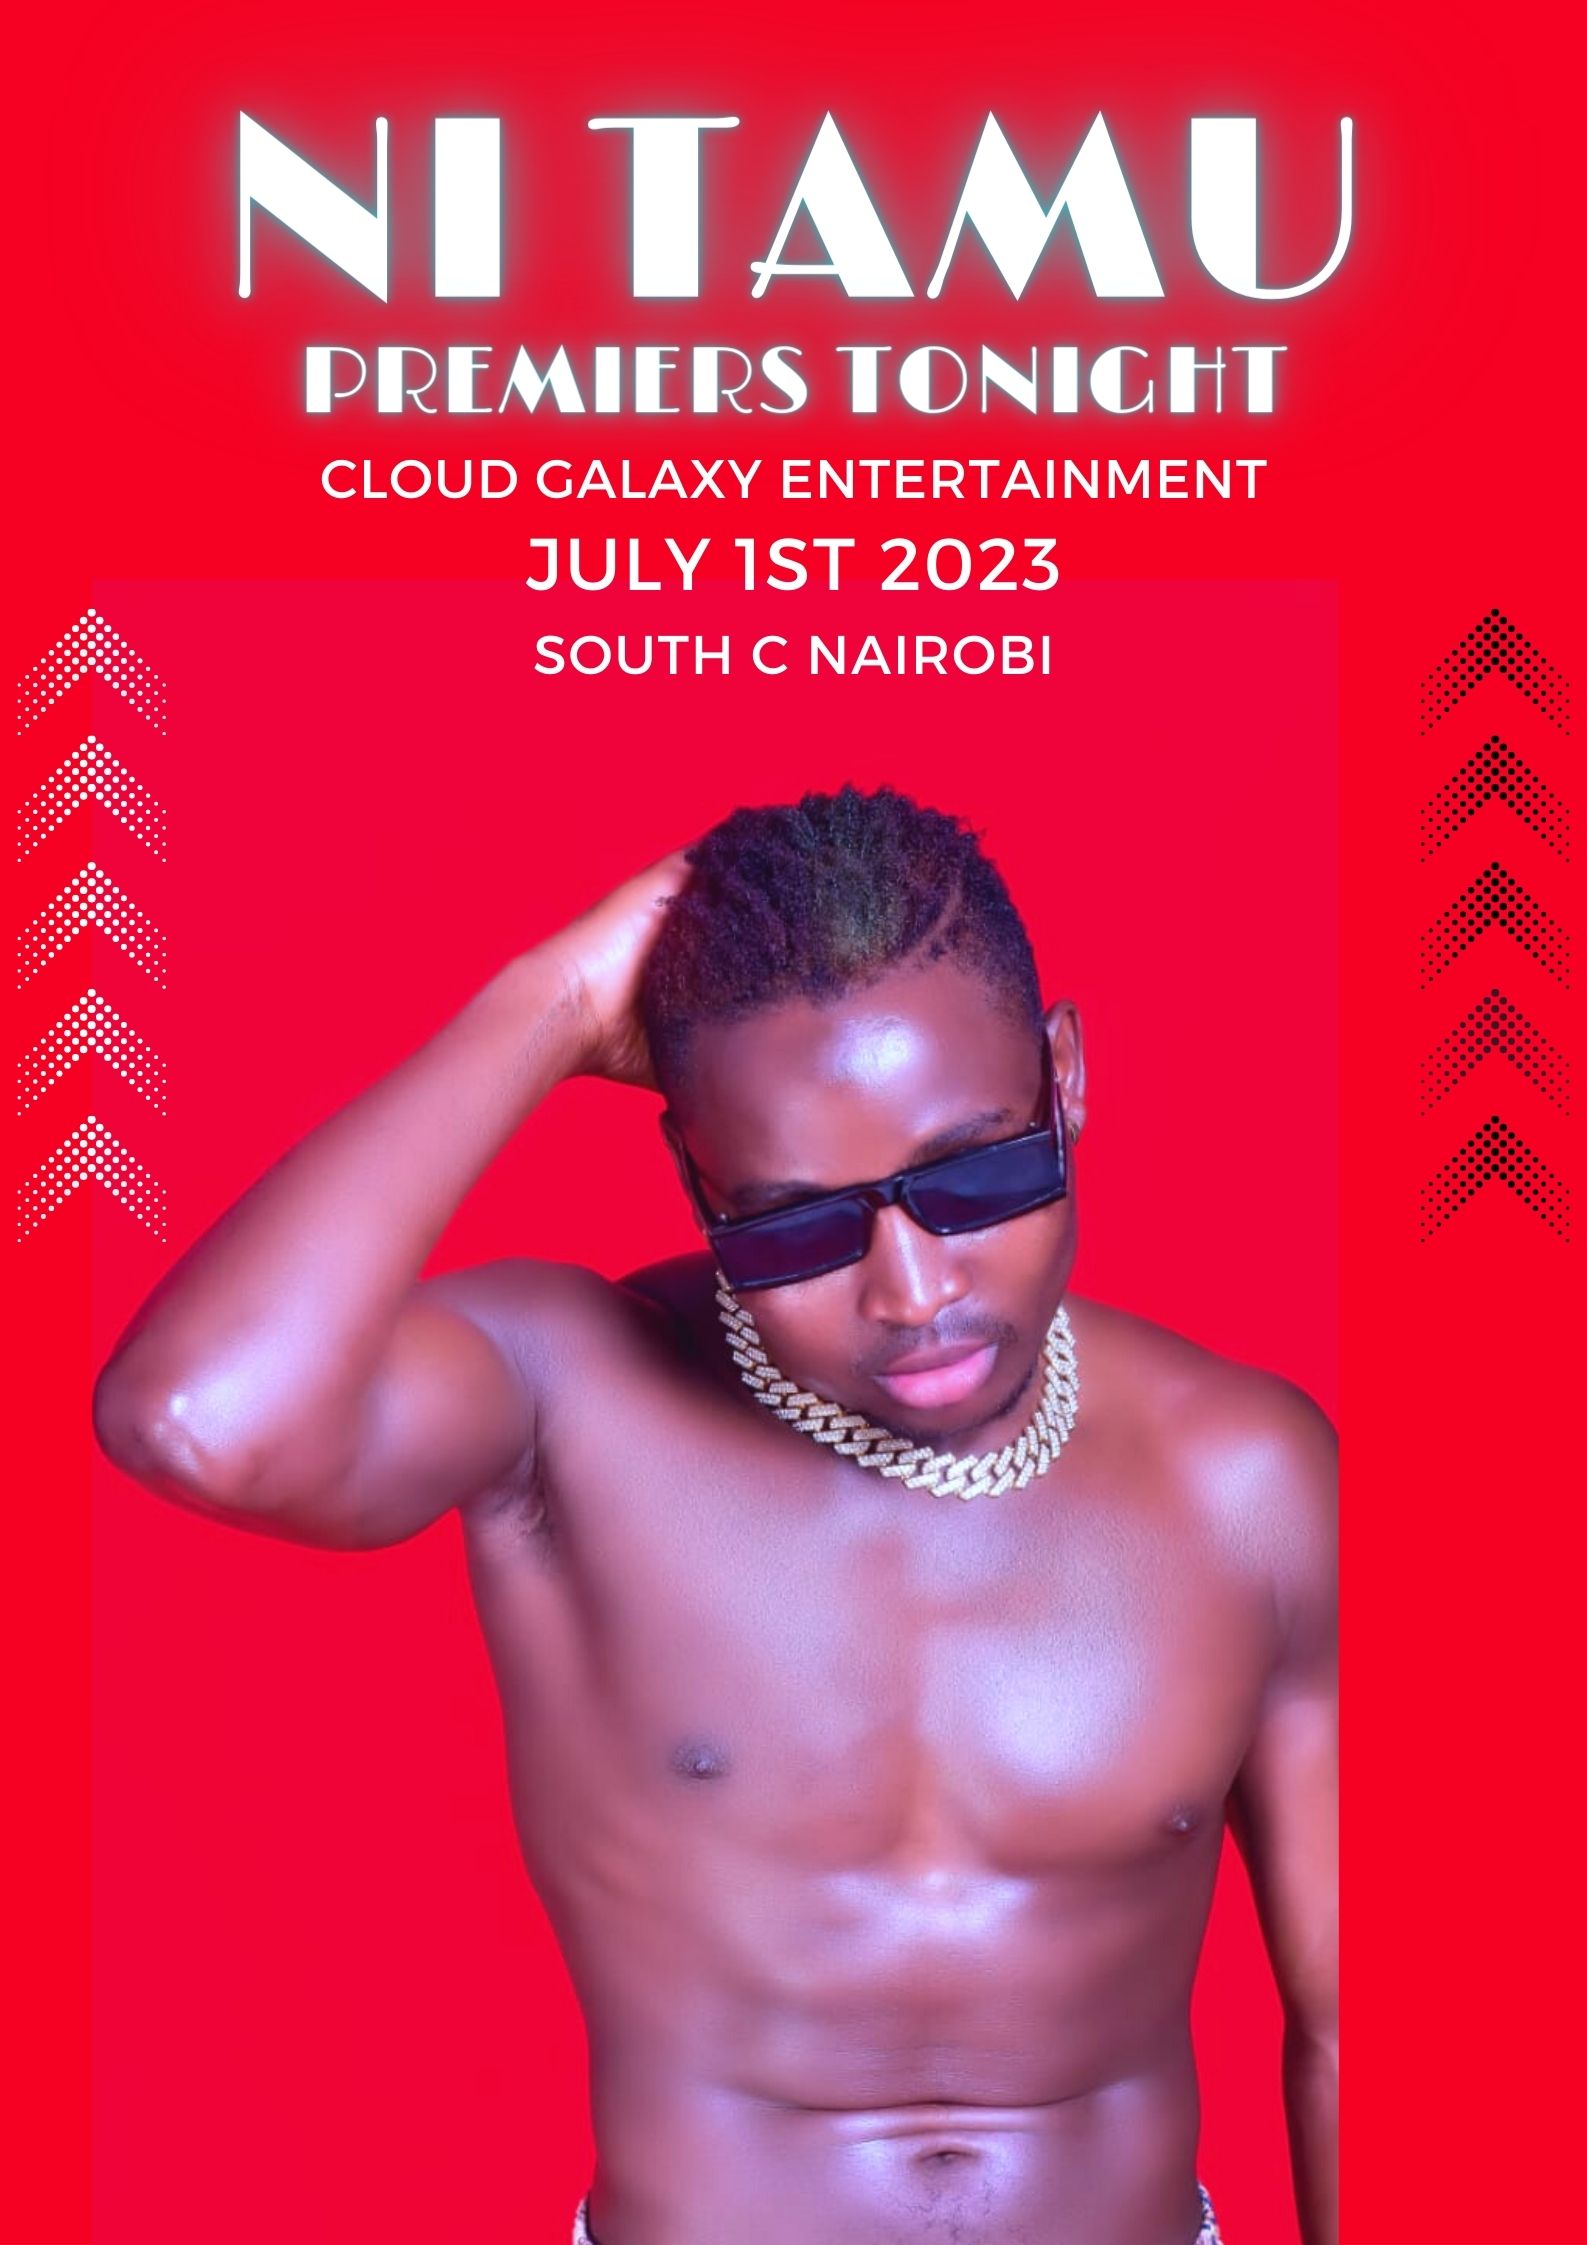 NI TAMU
PREMIERS TONIGHT
CLOUD GALAXY ENTERTAINMENT
JULY 1ST 2023
SOUTH C NAIROBI